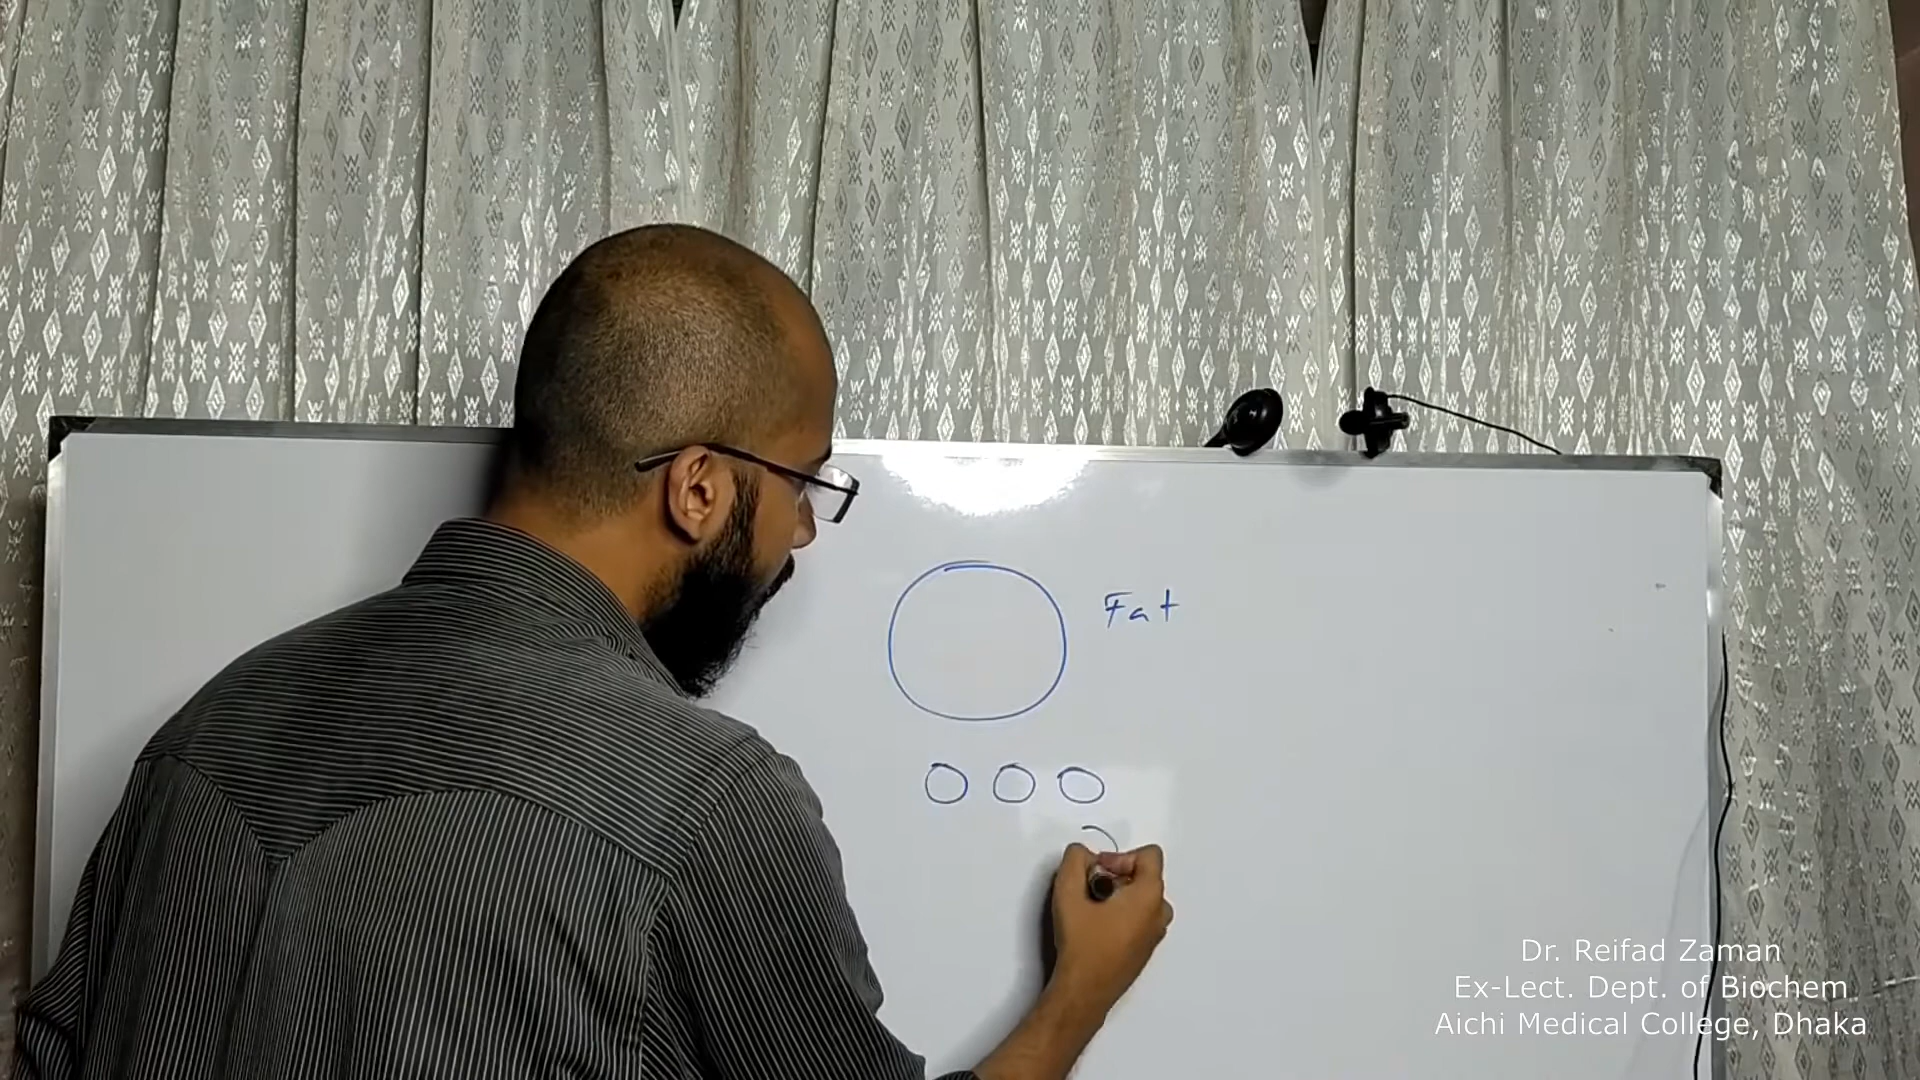 Fat
Dr. Reifad Zaman
Ex-Lect. Dept. of Biochem
Aichi Medical College, Dhaka